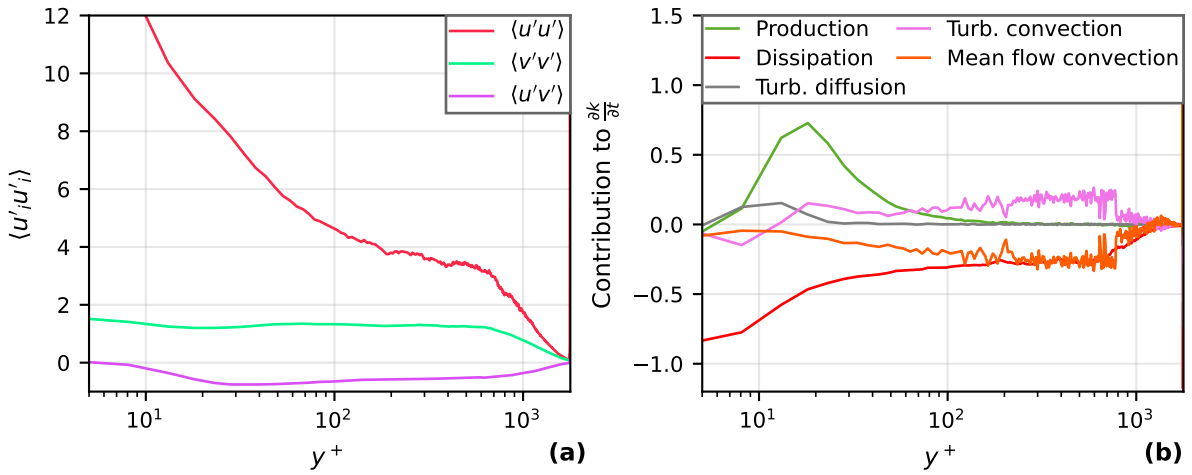 12
10
8
6
4
2
0
⟨u′ᵢu′ᵢ⟩
10¹
10²
10³
y⁺
(a)
⟨u′u′⟩
⟨v′v′⟩
⟨u′v′⟩
1.5
1.0
0.5
0.0
−0.5
−1.0
Contribution to ∂k/∂t
10¹
10²
10³
y⁺
(b)
Production
Dissipation
Turb. diffusion
Turb. convection
Mean flow convection